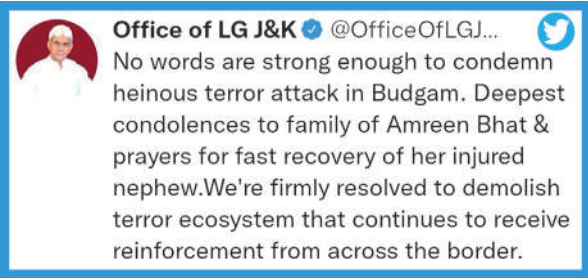 Office of LG J&K @OfficeOfLGJ...
No words are strong enough to condemn
heinous terror attack in Budgam. Deepest
condolences to family of Amreen Bhat &
prayers for fast recovery of her injured
nephew.We're firmly resolved to demolish
terror ecosystem that continues to receive
reinforcement from across the border.